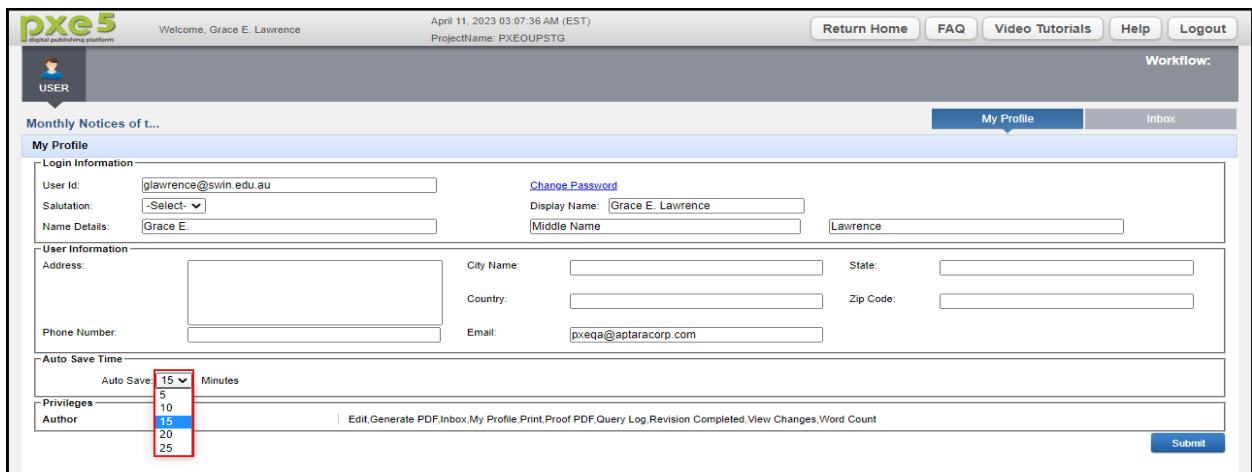 pxe5
digital publishing platform
Welcome, Grace E. Lawrence
April 11, 2023 03:07:36 AM (EST)
ProjectName: PXEOUPSTG
Return Home
FAQ
Video Tutorials
Help
Logout
USER
Workflow:
Monthly Notices of t...
My Profile
Inbox
My Profile
Login Information
User Id: glawrence@swin.edu.au Change Password
Salutation: -Select- Display Name: Grace E. Lawrence
Name Details: Grace E. Middle Name Lawrence
User Information
Address: City Name: State:
Country: Zip Code:
Phone Number: Email: pxeqa@aptaracorp.com
Auto Save Time
Auto Save: 15 Minutes
5
10
15
20
25
Privileges
Author Edit,Generate PDF,Inbox,My Profile,Print,Proof PDF,Query Log,Revision Completed,View Changes,Word Count
Submit